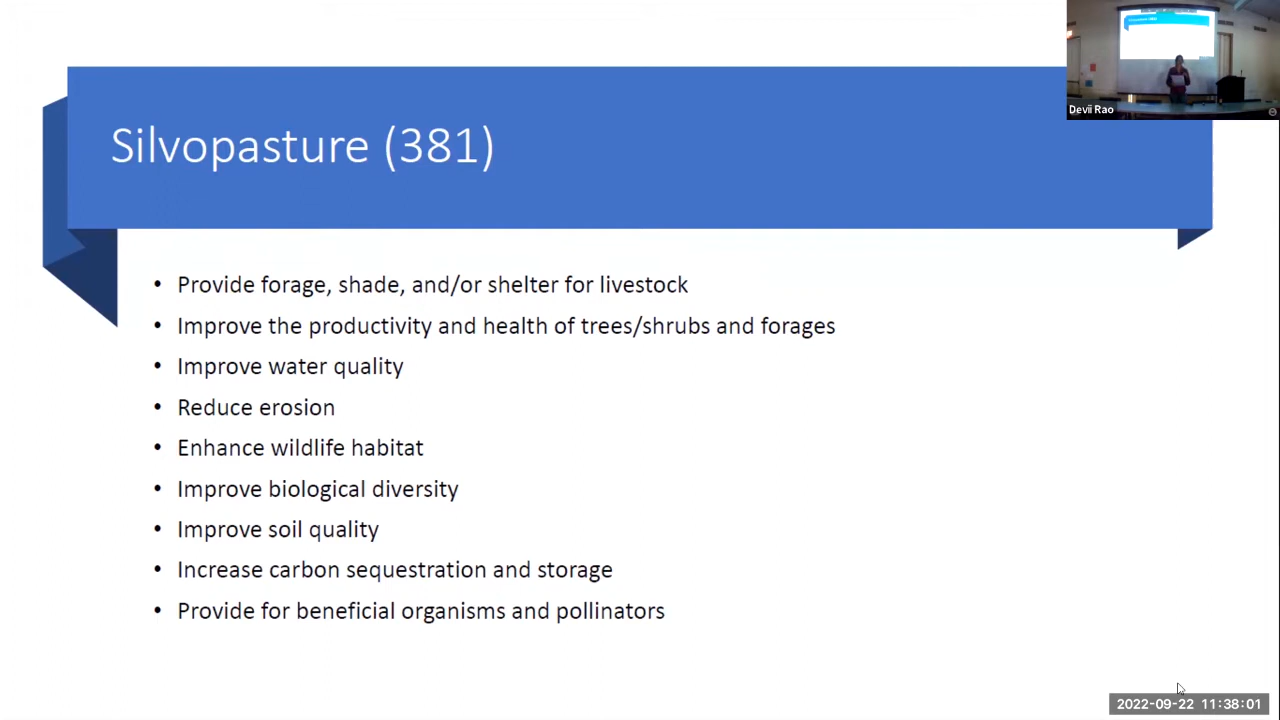 Silvopasture (381)
Devii Rao
• Provide forage, shade, and/or shelter for livestock
• Improve the productivity and health of trees/shrubs and forages
• Improve water quality
• Reduce erosion
• Enhance wildlife habitat
• Improve biological diversity
• Improve soil quality
• Increase carbon sequestration and storage
• Provide for beneficial organisms and pollinators
2022-09-22 11:38:01